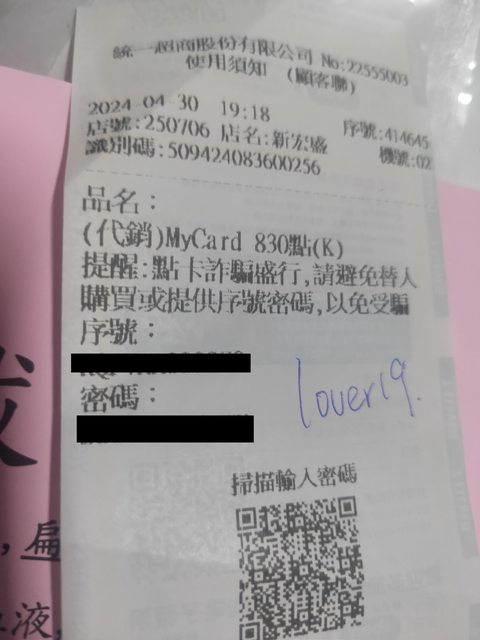 統一超商股份有限公司 No:22555003
使用須知 (顧客聯)
2024-04-30 19:18 序號:414645
店號:250706 店名:新宏盛 機號:02
識別碼:509424083600256
品名:
(代銷)MyCard 830點(K)
提醒:點卡詐騙盛行,請避免替人
購買或提供序號密碼,以免受騙
序號:
密碼:
lover19.
掃描輸入密碼
,扁
液